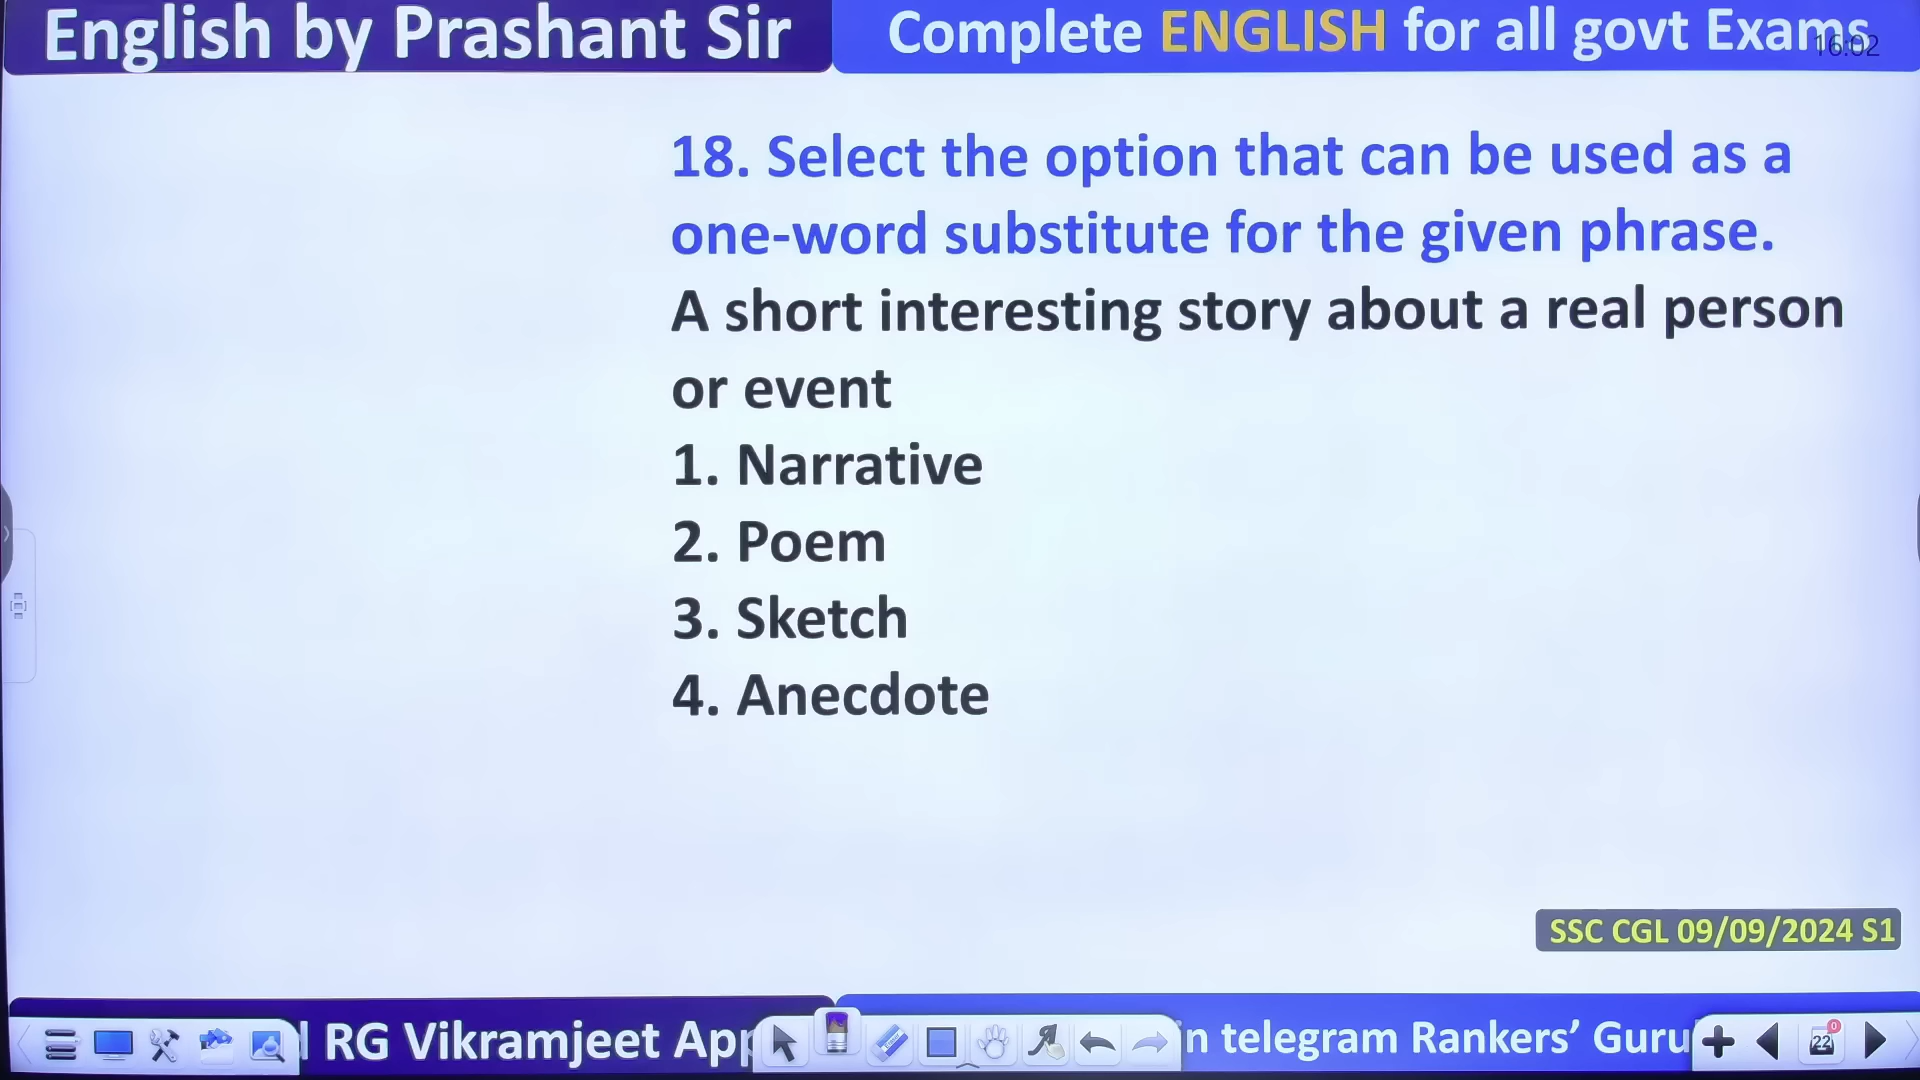 English by Prashant Sir
Complete ENGLISH for all govt Exams
16:02
18. Select the option that can be used as a
one-word substitute for the given phrase.
A short interesting story about a real person
or event
1. Narrative
2. Poem
3. Sketch
4. Anecdote
SSC CGL 09/09/2024 S1
RG Vikramjeet App
in telegram Rankers' Guru
22
0